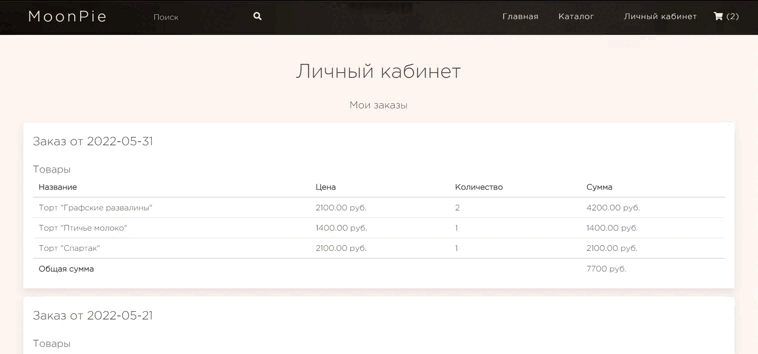 MoonPie Поиск Главная Каталог Личный кабинет (2)
Личный кабинет
Мои заказы
Заказ от 2022-05-31
Товары
Название Цена Количество Сумма
Торт "Графские развалины" 2100.00 руб. 2 4200.00 руб.
Торт "Птичье молоко" 1400.00 руб. 1 1400.00 руб.
Торт "Спартак" 2100.00 руб. 1 2100.00 руб.
Общая сумма 7700 руб.
Заказ от 2022-05-21
Товары